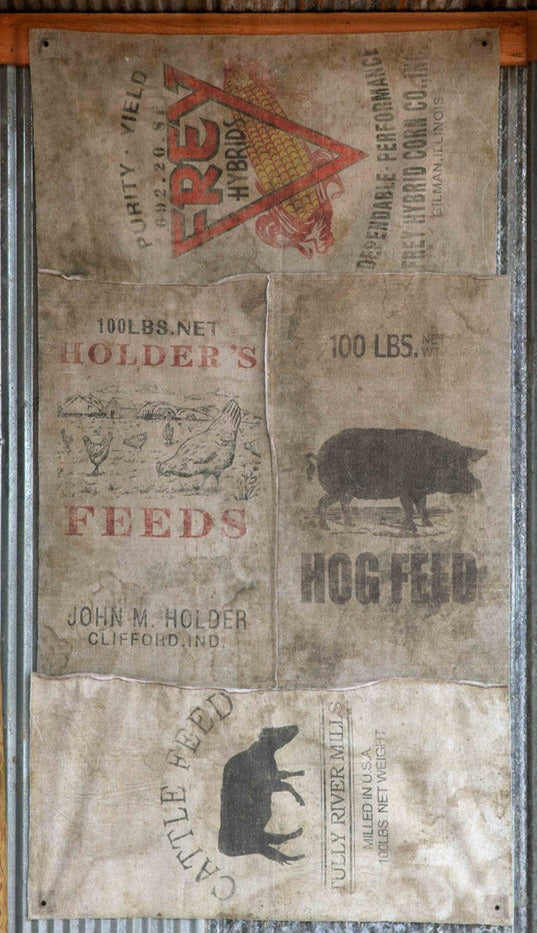 PURITY · YIELD
FREY
HYBRIDS
DEPENDABLE PERFORMANCE
FREY HYBRID CORN CO., INC.
GILMAN, ILLINOIS
100LBS.NET
HOLDER'S
FEEDS
JOHN M. HOLDER
CLIFFORD,IND.
100 LBS.
HOG FEED
CATTLE FEED
TULLY RIVER MILLS
MILLED IN U.S.A
100LBS NET WEIGHT